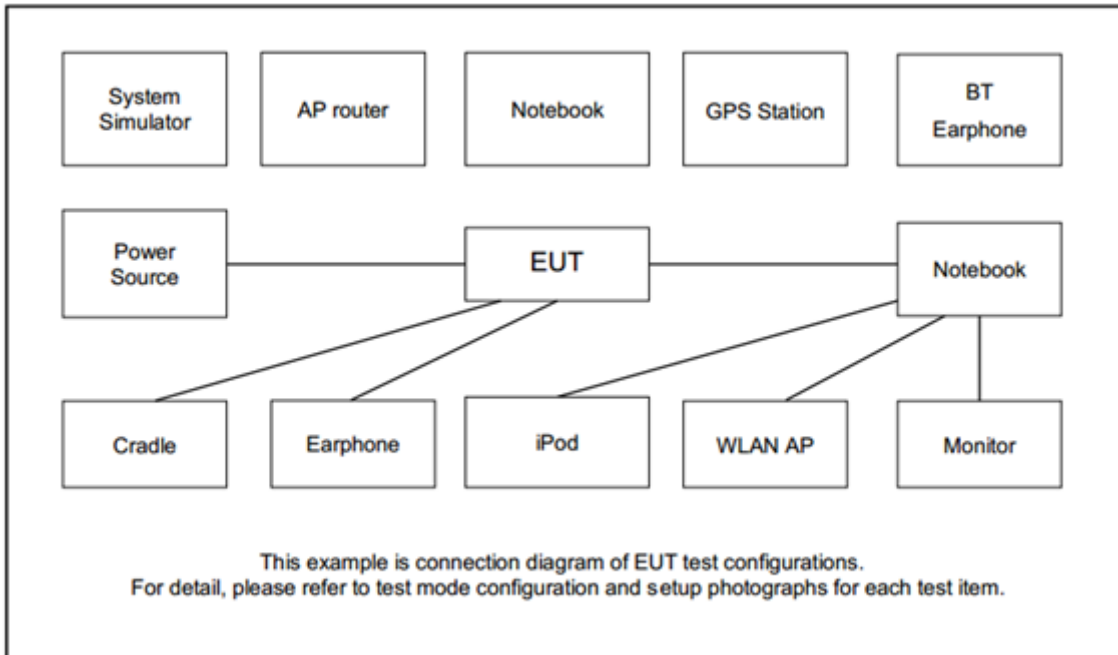 System
Simulator
AP router
Notebook
GPS Station
BT
Earphone
Power
Source
EUT
Notebook
Cradle
Earphone
iPod
WLAN AP
Monitor
This example is connection diagram of EUT test configurations.
For detail, please refer to test mode configuration and setup photographs for each test item.